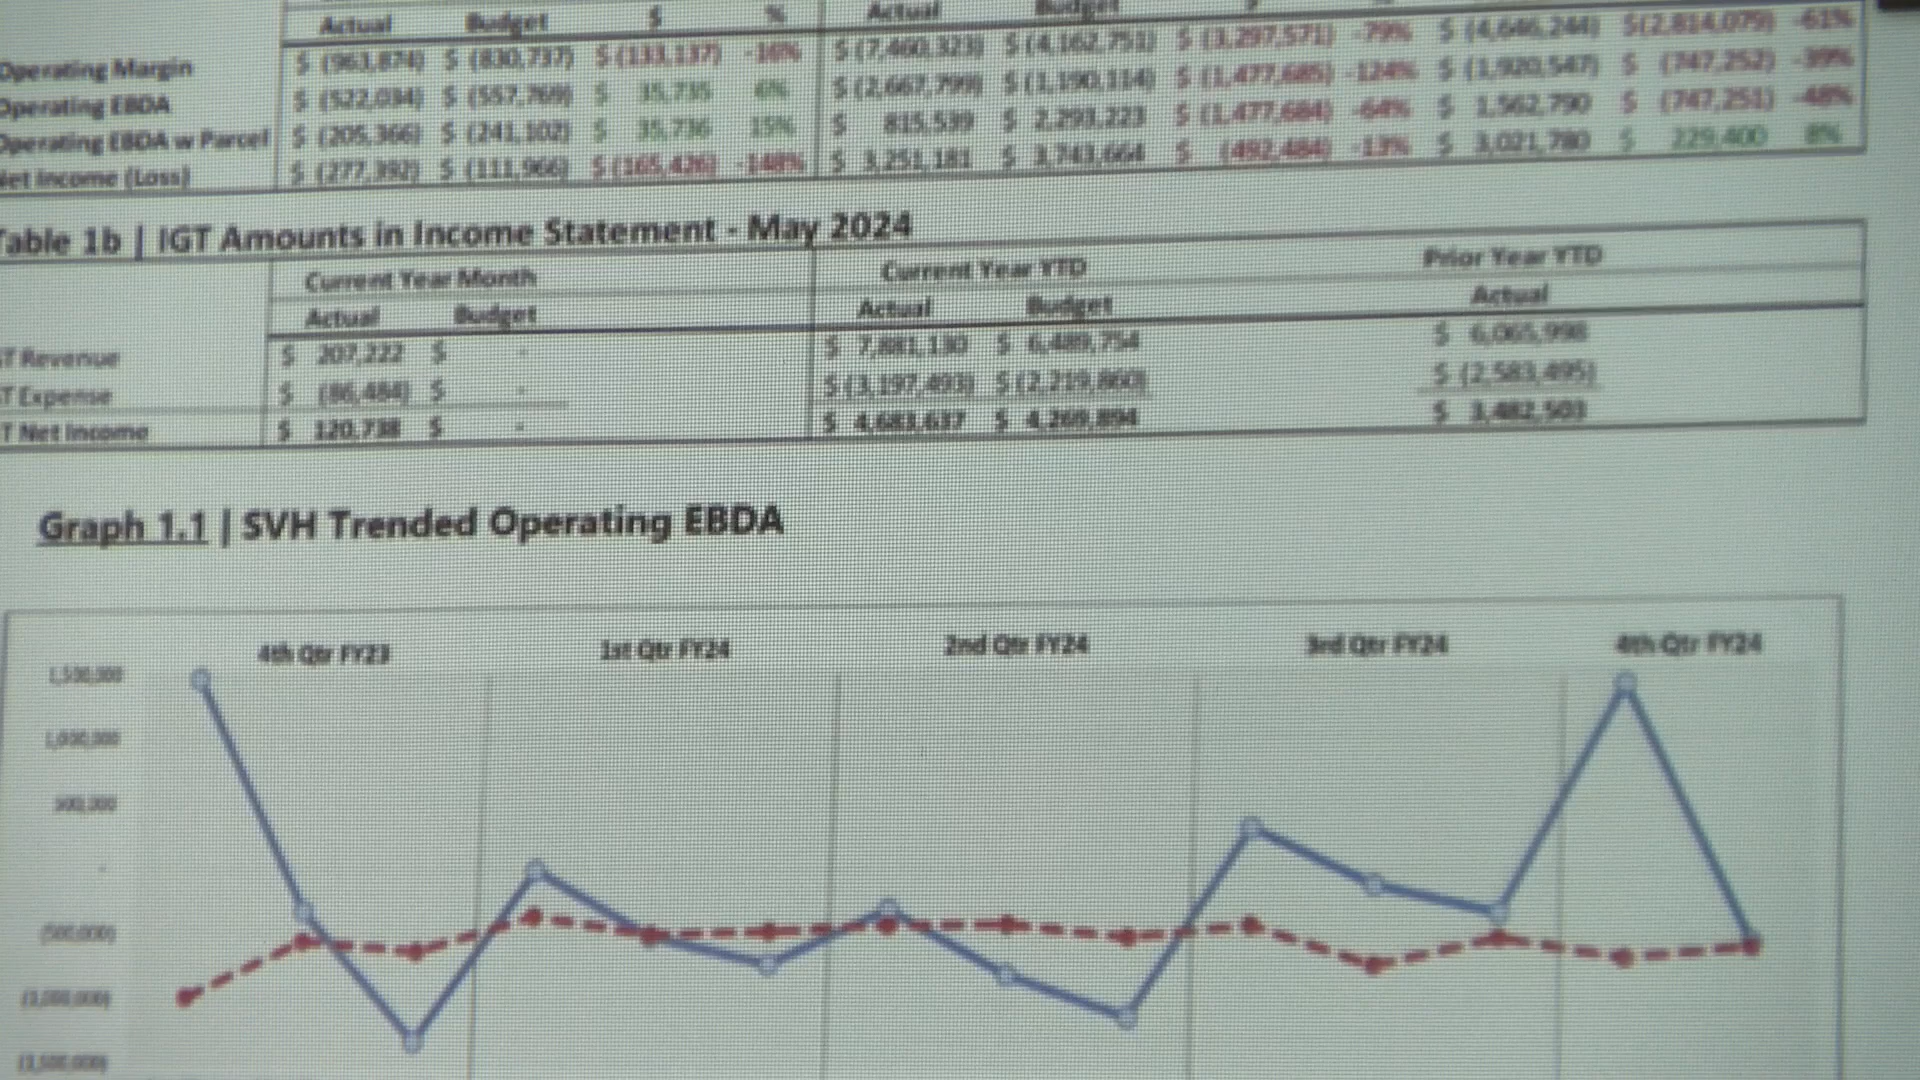 Actual Budget $ % Actual Budget
Operating Margin $ (963,874) $ (830,737) $ (133,137) -16% $ (7,460,323) $ (4,162,751) $ (3,297,571) -79% $ (4,646,244) $(2,814,079) -61%
Operating EBDA $ (522,034) $ (557,769) $ 35,735 6% $ (2,667,799) $ (1,190,114) $ (1,477,685) -124% $ (1,920,547) $ (747,252) -39%
Operating EBDA w Parcel $ (205,366) $ (241,102) $ 35,736 15% $ 815,539 $ 2,293,223 $ (1,477,684) -64% $ 1,562,790 $ (747,251) -48%
Net Income (Loss) $ (277,392) $ (111,966) $ (165,426) -148% $ 3,251,181 $ 3,743,664 $ (492,484) -13% $ 3,021,780 $ 229,400 8%
Table 1b | IGT Amounts in Income Statement - May 2024
Current Year Month Current Year YTD Prior Year YTD
Actual Budget Actual Budget Actual
T Revenue $ 207,222 $ - $ 7,881,130 $ 6,489,754 $ 6,065,998
T Expense $ (86,484) $ - $ (3,197,493) $ (2,219,860) $ (2,583,495)
T Net Income $ 120,738 $ - $ 4,683,637 $ 4,269,894 $ 3,482,503
Graph 1.1 | SVH Trended Operating EBDA
4th Qtr FY23 1st Qtr FY24 2nd Qtr FY24 3rd Qtr FY24 4th Qtr FY24
1,500,000
1,000,000
500,000
-
(500,000)
(1,000,000)
(1,500,000)